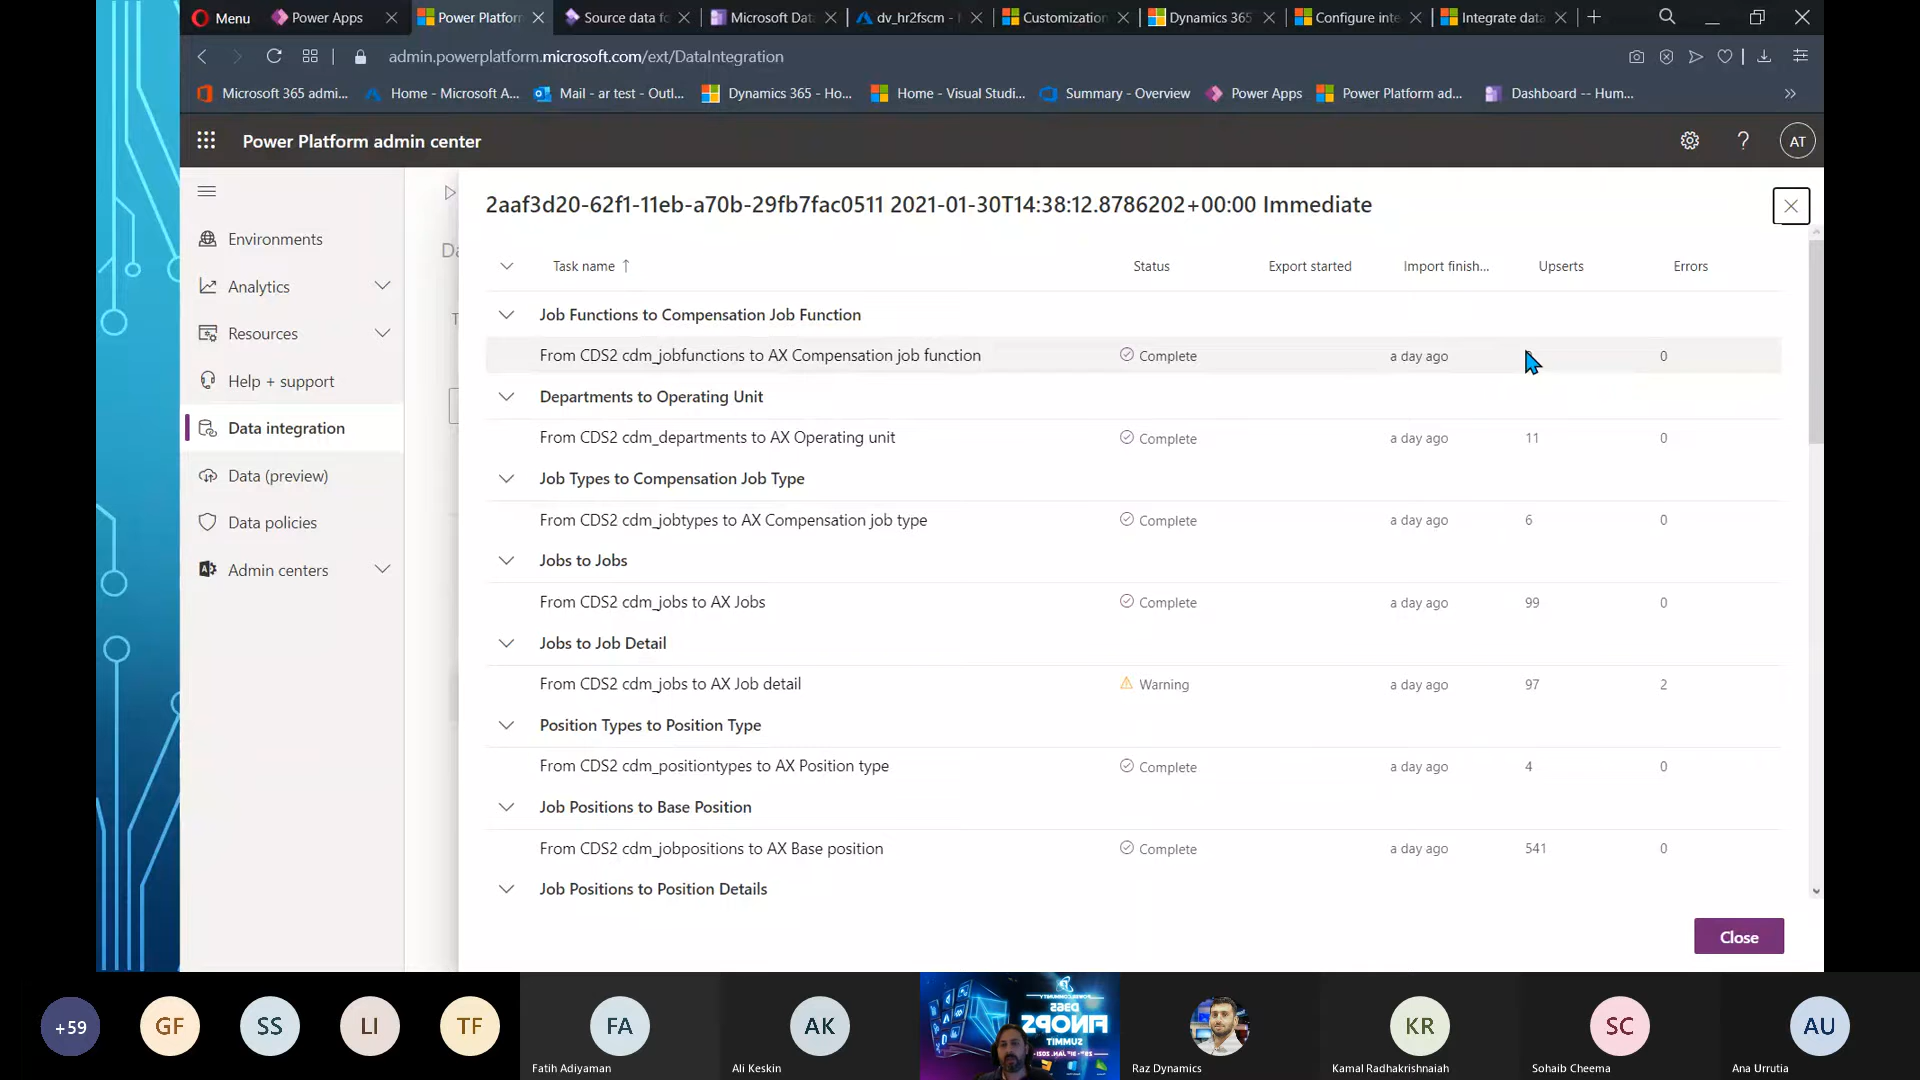 Menu
Power Apps
Power Platfor
Source data fo
Microsoft Dat
dv_hr2fscm -
Customization
Dynamics 365
Configure inte
Integrate data
admin.powerplatform.microsoft.com/ext/DataIntegration
Microsoft 365 admi...
Home - Microsoft A...
Mail - ar test - Outl...
Dynamics 365 - Ho...
Home - Visual Studi...
Summary - Overview
Power Apps
Power Platform ad...
Dashboard -- Hum...
Power Platform admin center
AT
Environments
Analytics
Resources
Help + support
Data integration
Data (preview)
Data policies
Admin centers
2aaf3d20-62f1-11eb-a70b-29fb7fac0511 2021-01-30T14:38:12.8786202+00:00 Immediate
Task name ↑ Status Export started Import finish... Upserts Errors
Job Functions to Compensation Job Function
From CDS2 cdm_jobfunctions to AX Compensation job function Complete a day ago 0
Departments to Operating Unit
From CDS2 cdm_departments to AX Operating unit Complete a day ago 11 0
Job Types to Compensation Job Type
From CDS2 cdm_jobtypes to AX Compensation job type Complete a day ago 6 0
Jobs to Jobs
From CDS2 cdm_jobs to AX Jobs Complete a day ago 99 0
Jobs to Job Detail
From CDS2 cdm_jobs to AX Job detail Warning a day ago 97 2
Position Types to Position Type
From CDS2 cdm_positiontypes to AX Position type Complete a day ago 4 0
Job Positions to Base Position
From CDS2 cdm_jobpositions to AX Base position Complete a day ago 541 0
Job Positions to Position Details
Close
+59
GF
SS
LI
TF
FA
Fatih Adiyaman
AK
Ali Keskin
D365
FINOPS
SUMMIT
Raz Dynamics
KR
Kamal Radhakrishnaiah
SC
Sohaib Cheema
AU
Ana Urrutia